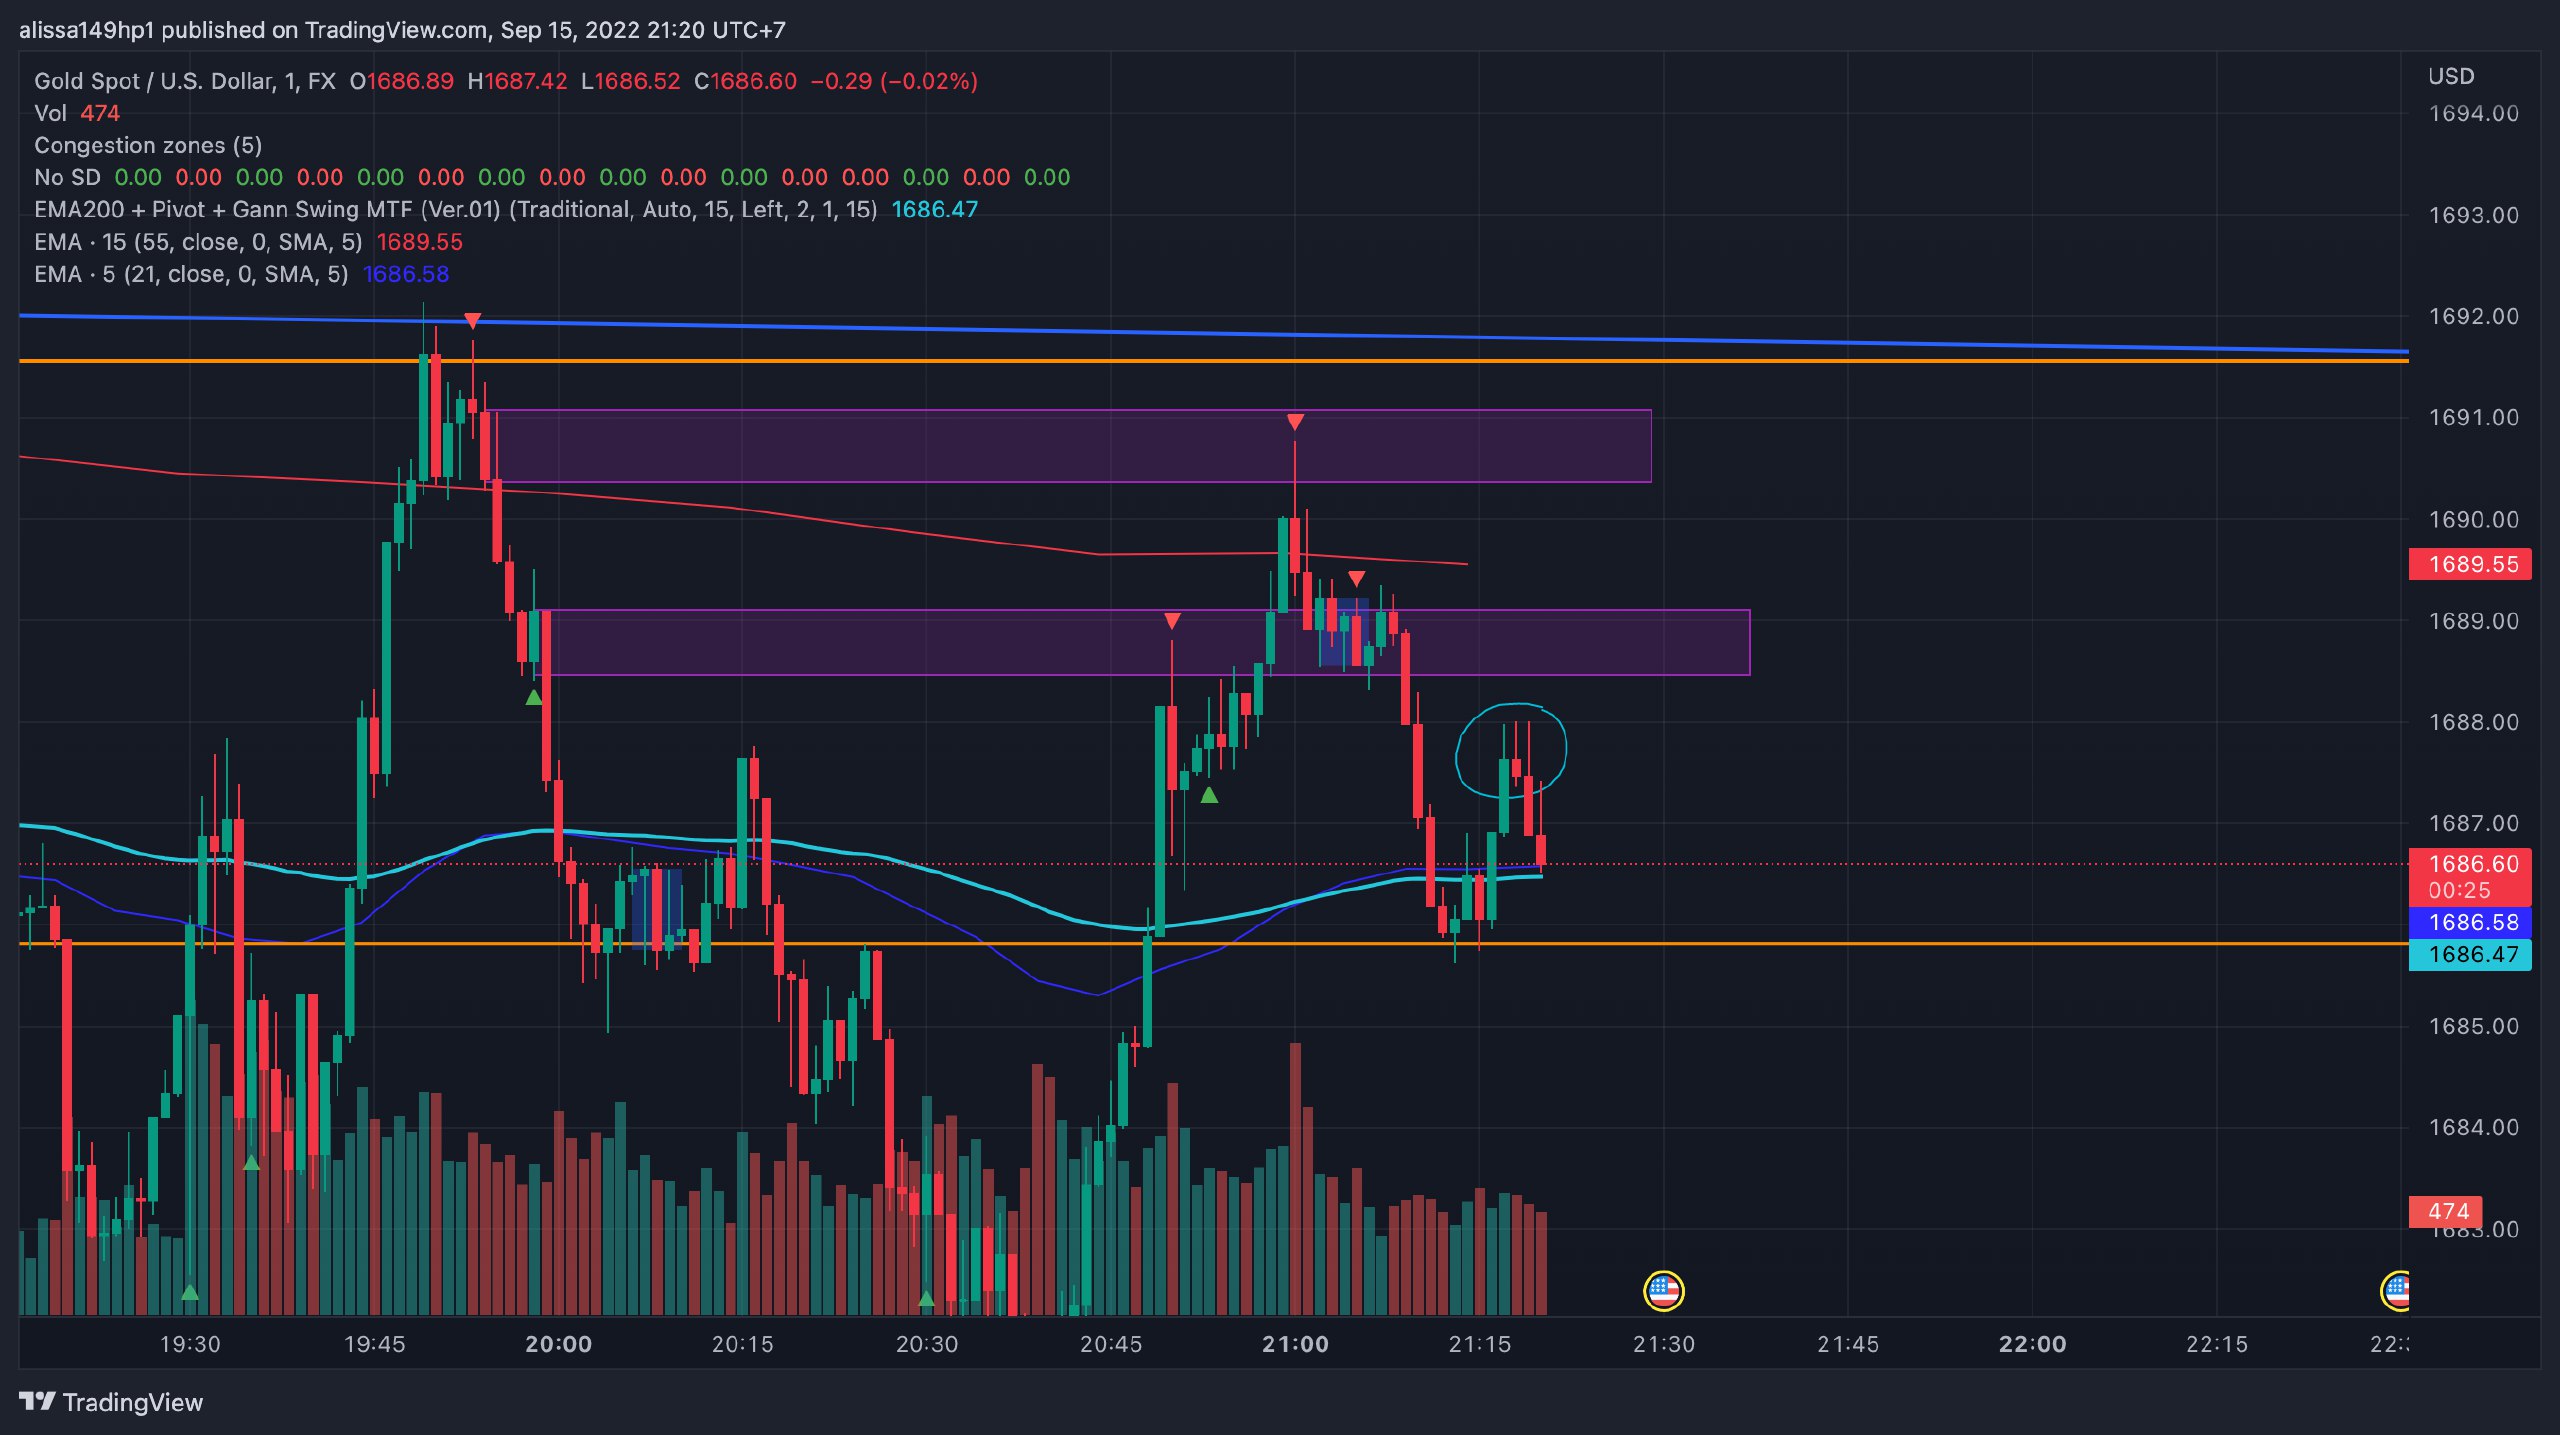 alissa149hp1 published on TradingView.com, Sep 15, 2022 21:20 UTC+7
Gold Spot / U.S. Dollar, 1, FX O1686.89 H1687.42 L1686.52 C1686.60 −0.29 (−0.02%)
Vol 474
Congestion zones (5)
No SD 0.00 0.00 0.00 0.00 0.00 0.00 0.00 0.00 0.00 0.00 0.00 0.00 0.00 0.00 0.00 0.00
EMA200 + Pivot + Gann Swing MTF (Ver.01) (Traditional, Auto, 15, Left, 2, 1, 15) 1686.47
EMA · 15 (55, close, 0, SMA, 5) 1689.55
EMA · 5 (21, close, 0, SMA, 5) 1686.58
USD
1694.00
1693.00
1692.00
1691.00
1690.00
1689.55
1689.00
1688.00
1687.00
1686.60
00:25
1686.58
1686.47
1685.00
1684.00
474
1683.00
19:30 19:45 20:00 20:15 20:30 20:45 21:00 21:15 21:30 21:45 22:00 22:15 22:
TradingView